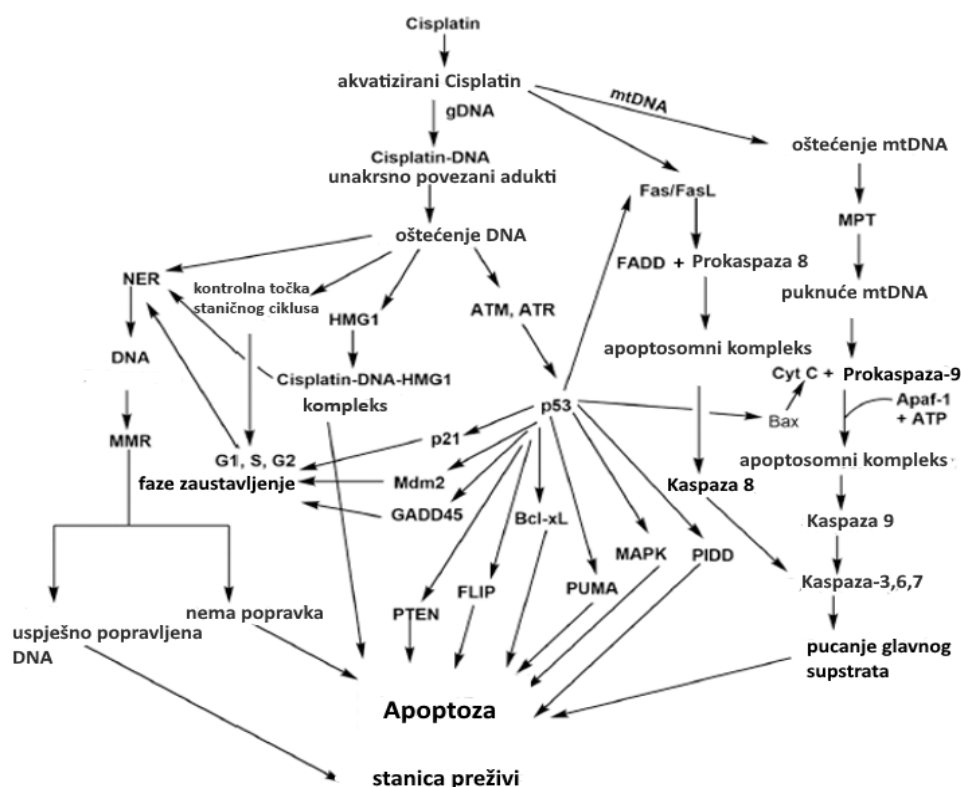 Cisplatin
akvatizirani Cisplatin
gDNA
mtDNA
Cisplatin-DNA
unakrsno povezani adukti
oštećenje mtDNA
Fas/FasL
MPT
oštećenje DNA
NER
kontrolna točka
staničnog ciklusa
HMG1
ATM, ATR
FADD + Prokaspaza 8
puknuće mtDNA
DNA
apoptosomni kompleks
Cisplatin-DNA-HMG1
kompleks
Cyt C + Prokaspaza-9
p53
Bax
Apaf-1
+ ATP
MMR
p21
G1, S, G2
faze zaustavljenje
Mdm2
GADD45
Bcl-xL
Kaspaza 8
apoptosomni kompleks
Kaspaza 9
MAPK
PIDD
PUMA
FLIP
PTEN
Kaspaza-3,6,7
uspješno popravljena
DNA
nema popravka
pucanje glavnog
supstrata
Apoptoza
stanica preživi